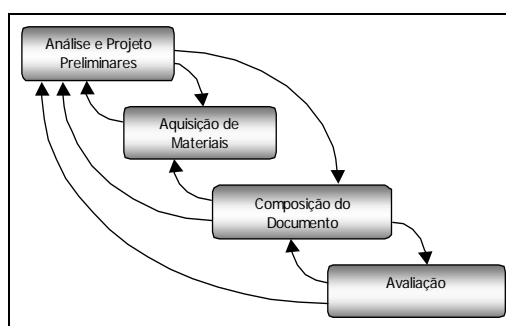 Análise e Projeto
Preliminares
Aquisição de
Materiais
Composição do
Documento
Avaliação